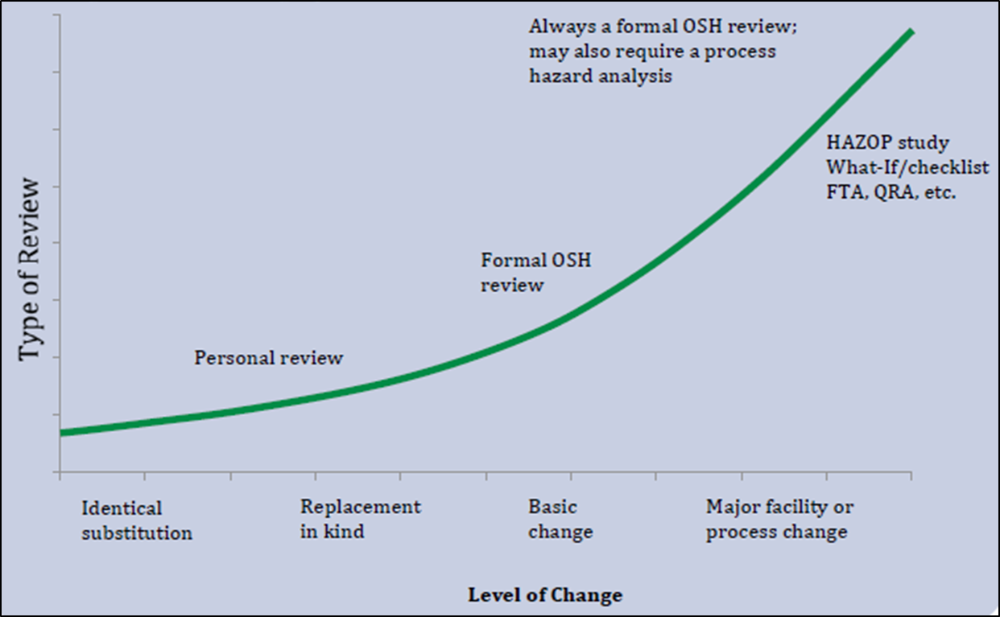 Always a formal OSH review;
may also require a process
hazard analysis
HAZOP study
What-If/checklist
FTA, QRA, etc.
Formal OSH
review
Personal review
Type of Review
Identical
substitution
Replacement
in kind
Basic
change
Major facility or
process change
Level of Change